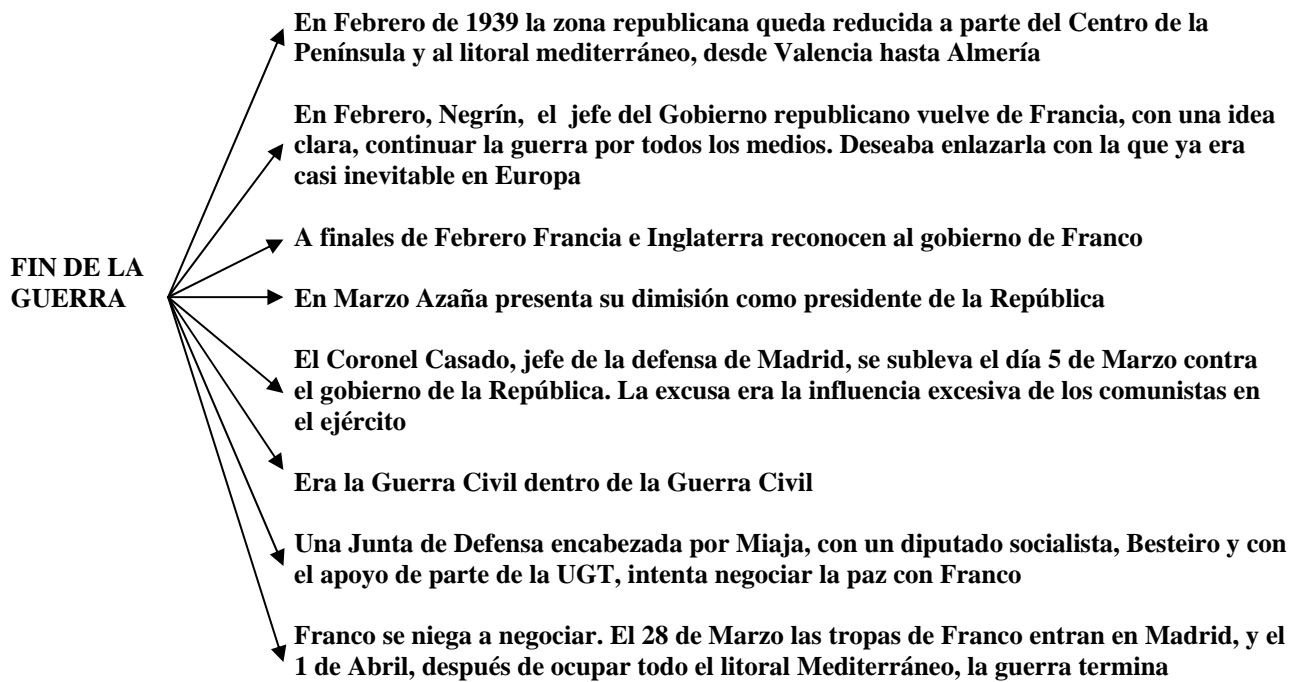 En Febrero de 1939 la zona republicana queda reducida a parte del Centro de la
Península y al litoral mediterráneo, desde Valencia hasta Almería
En Febrero, Negrín, el jefe del Gobierno republicano vuelve de Francia, con una idea
clara, continuar la guerra por todos los medios. Deseaba enlazarla con la que ya era
casi inevitable en Europa
A finales de Febrero Francia e Inglaterra reconocen al gobierno de Franco
FIN DE LA
GUERRA
En Marzo Azaña presenta su dimisión como presidente de la República
El Coronel Casado, jefe de la defensa de Madrid, se subleva el día 5 de Marzo contra
el gobierno de la República. La excusa era la influencia excesiva de los comunistas en
el ejército
Era la Guerra Civil dentro de la Guerra Civil
Una Junta de Defensa encabezada por Miaja, con un diputado socialista, Besteiro y con
el apoyo de parte de la UGT, intenta negociar la paz con Franco
Franco se niega a negociar. El 28 de Marzo las tropas de Franco entran en Madrid, y el
1 de Abril, después de ocupar todo el litoral Mediterráneo, la guerra termina